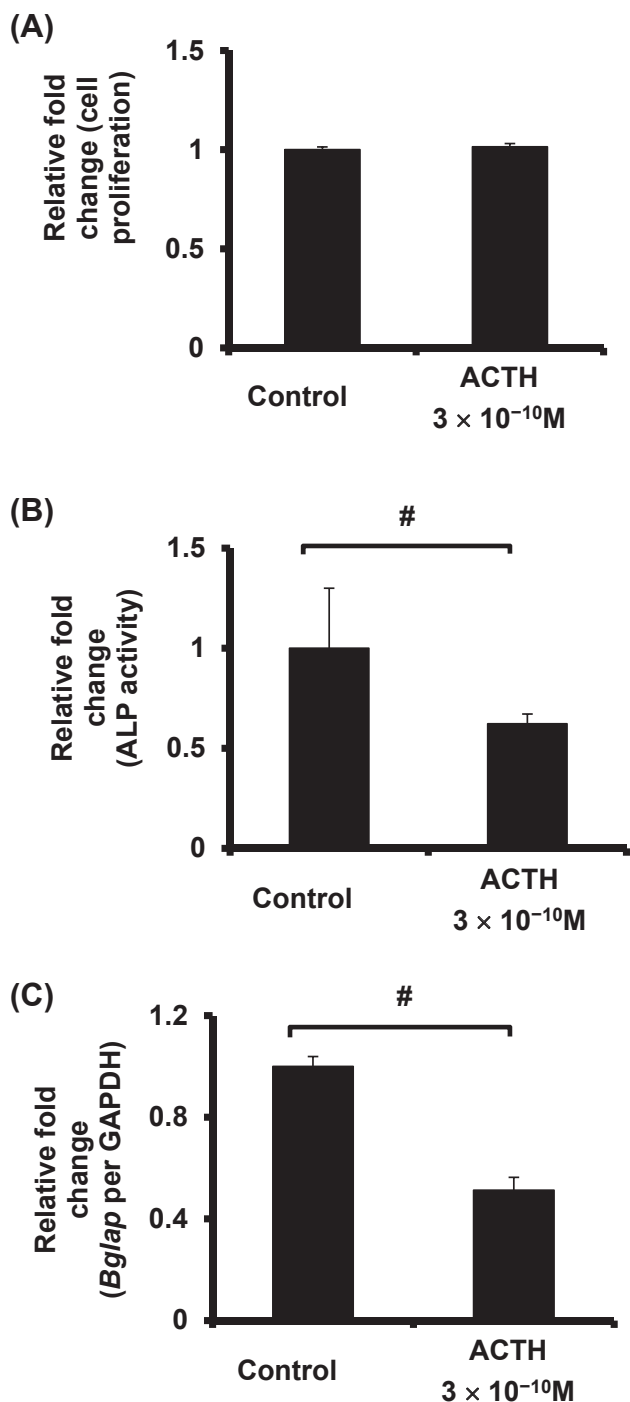 (A)
Relative fold
change (cell
proliferation)
1.5
1
0.5
0
Control
ACTH
3 × 10⁻¹⁰M
(B)
#
Relative fold
change
(ALP activity)
1.5
1
0.5
0
Control
ACTH
3 × 10⁻¹⁰M
(C)
#
Relative fold
change
(Bglap per GAPDH)
1.2
0.8
0.4
0
Control
ACTH
3 × 10⁻¹⁰M